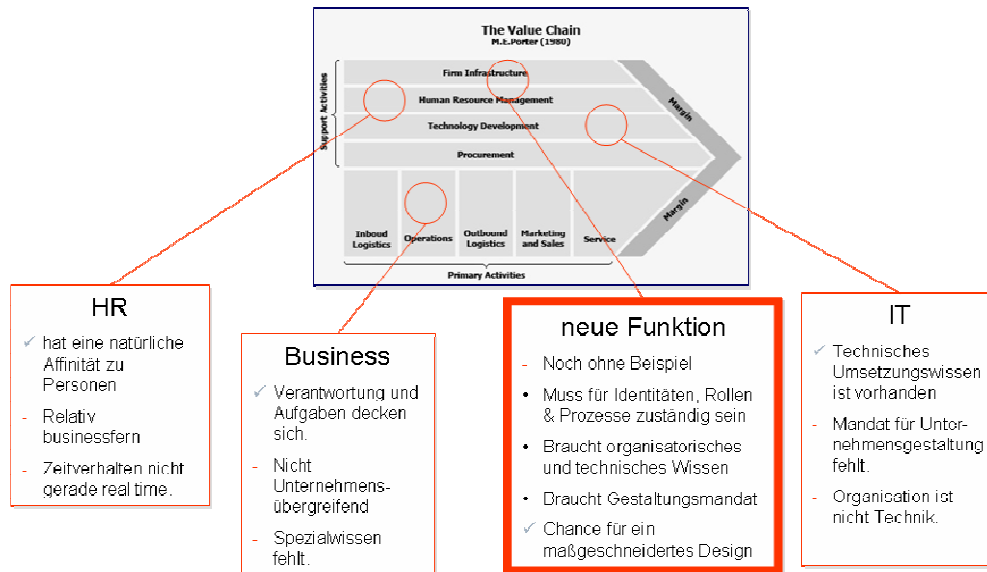 The Value Chain
M.E.Porter (1980)
Support Activities
Firm Infrastructure
Human Resource Management
Technology Development
Procurement
Margin
Margin
Inboud
Logistics
Operations
Outbound
Logistics
Marketing
and Sales
Service
Primary Activities
HR
✓ hat eine natürliche
Affinität zu
Personen
- Relativ
businessfern
- Zeitverhalten nicht
gerade real time.
Business
✓ Verantwortung und
Aufgaben decken
sich.
- Nicht
Unternehmens-
übergreifend
- Spezialwissen
fehlt.
neue Funktion
- Noch ohne Beispiel
• Muss für Identitäten, Rollen
& Prozesse zuständig sein
• Braucht organisatorisches
und technisches Wissen
• Braucht Gestaltungsmandat
✓ Chance für ein
maßgeschneidertes Design
IT
✓ Technisches
Umsetzungswissen
ist vorhanden
- Mandat für Unter-
nehmensgestaltung
fehlt.
- Organisation ist
nicht Technik.